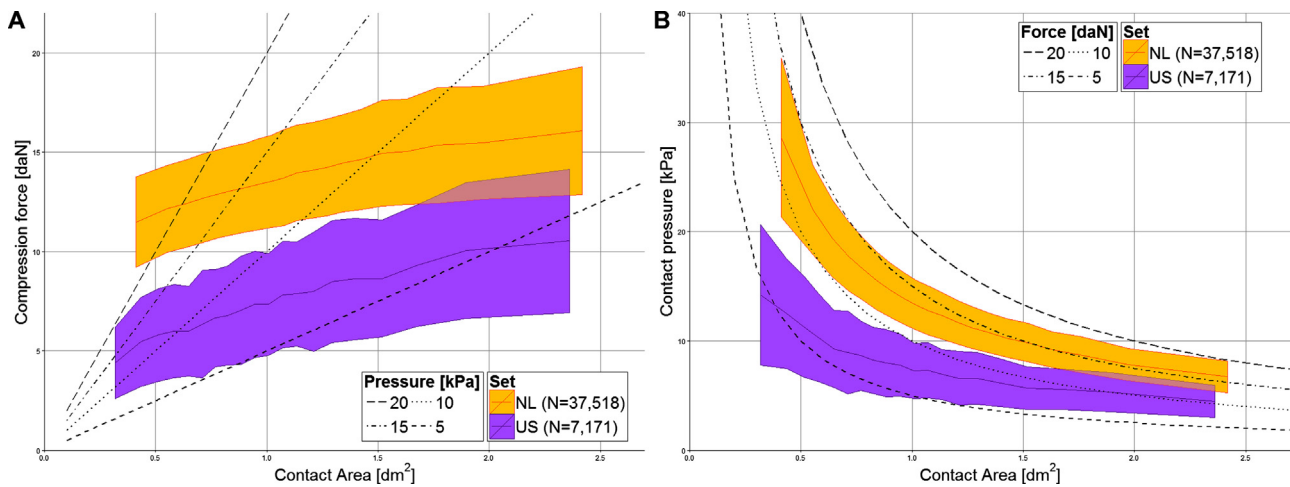 A
Compression force [daN]
20
15
10
5
0
0.0 0.5 1.0 1.5 2.0 2.5
Contact Area [dm²]
Pressure [kPa]
20 10
15 5
Set
NL (N=37,518)
US (N=7,171)
B
Contact pressure [kPa]
40
30
20
10
0
0.0 0.5 1.0 1.5 2.0 2.5
Contact Area [dm²]
Force [daN]
20 10
15 5
Set
NL (N=37,518)
US (N=7,171)